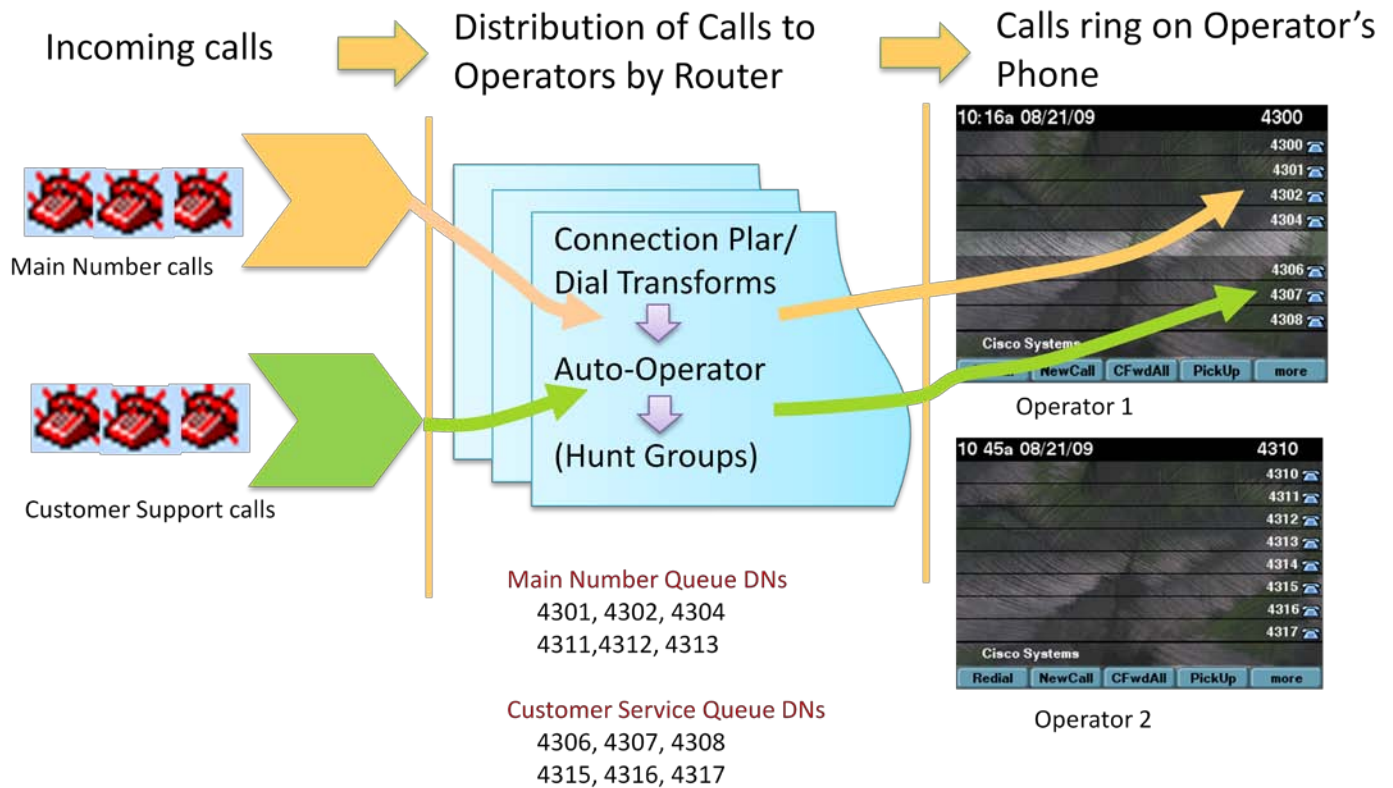 Incoming calls
Distribution of Calls to
Operators by Router
Calls ring on Operator's
Phone
Main Number calls
Customer Support calls
Connection Plar/
Dial Transforms
Auto-Operator
(Hunt Groups)
Main Number Queue DNs
4301, 4302, 4304
4311,4312, 4313
Customer Service Queue DNs
4306, 4307, 4308
4315, 4316, 4317
10:16a 08/21/09 4300
4300
4301
4302
4304
4306
4307
4308
Cisco Systems
NewCall CFwdAll PickUp more
Operator 1
10 45a 08/21/09 4310
4310
4311
4312
4313
4314
4315
4316
4317
Cisco Systems
Redial NewCall CFwdAll PickUp more
Operator 2